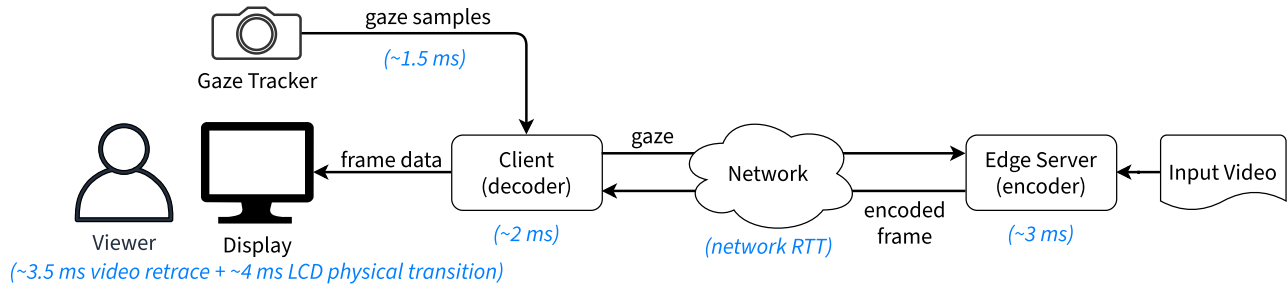 gaze samples
(~1.5 ms)
Gaze Tracker
frame data
Client
(decoder)
gaze
Network
Edge Server
(encoder)
Input Video
encoded
frame
(~2 ms)
(network RTT)
(~3 ms)
Viewer
Display
(~3.5 ms video retrace + ~4 ms LCD physical transition)